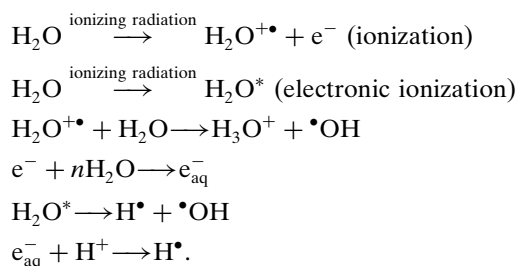 H₂O ionizing radiation ⟶ H₂O⁺• + e⁻ (ionization)
H₂O ionizing radiation ⟶ H₂O* (electronic ionization)
H₂O⁺• + H₂O ⟶ H₃O⁺ + •OH
e⁻ + nH₂O ⟶ e⁻aq
H₂O* ⟶ H• + •OH
e⁻aq + H⁺ ⟶ H•.